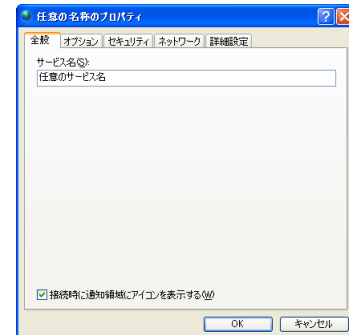 任意の名称のプロパティ
全般 オプション セキュリティ ネットワーク 詳細設定
サービス名(S):
任意のサービス名
接続時に通知領域にアイコンを表示する(W)
OK キャンセル